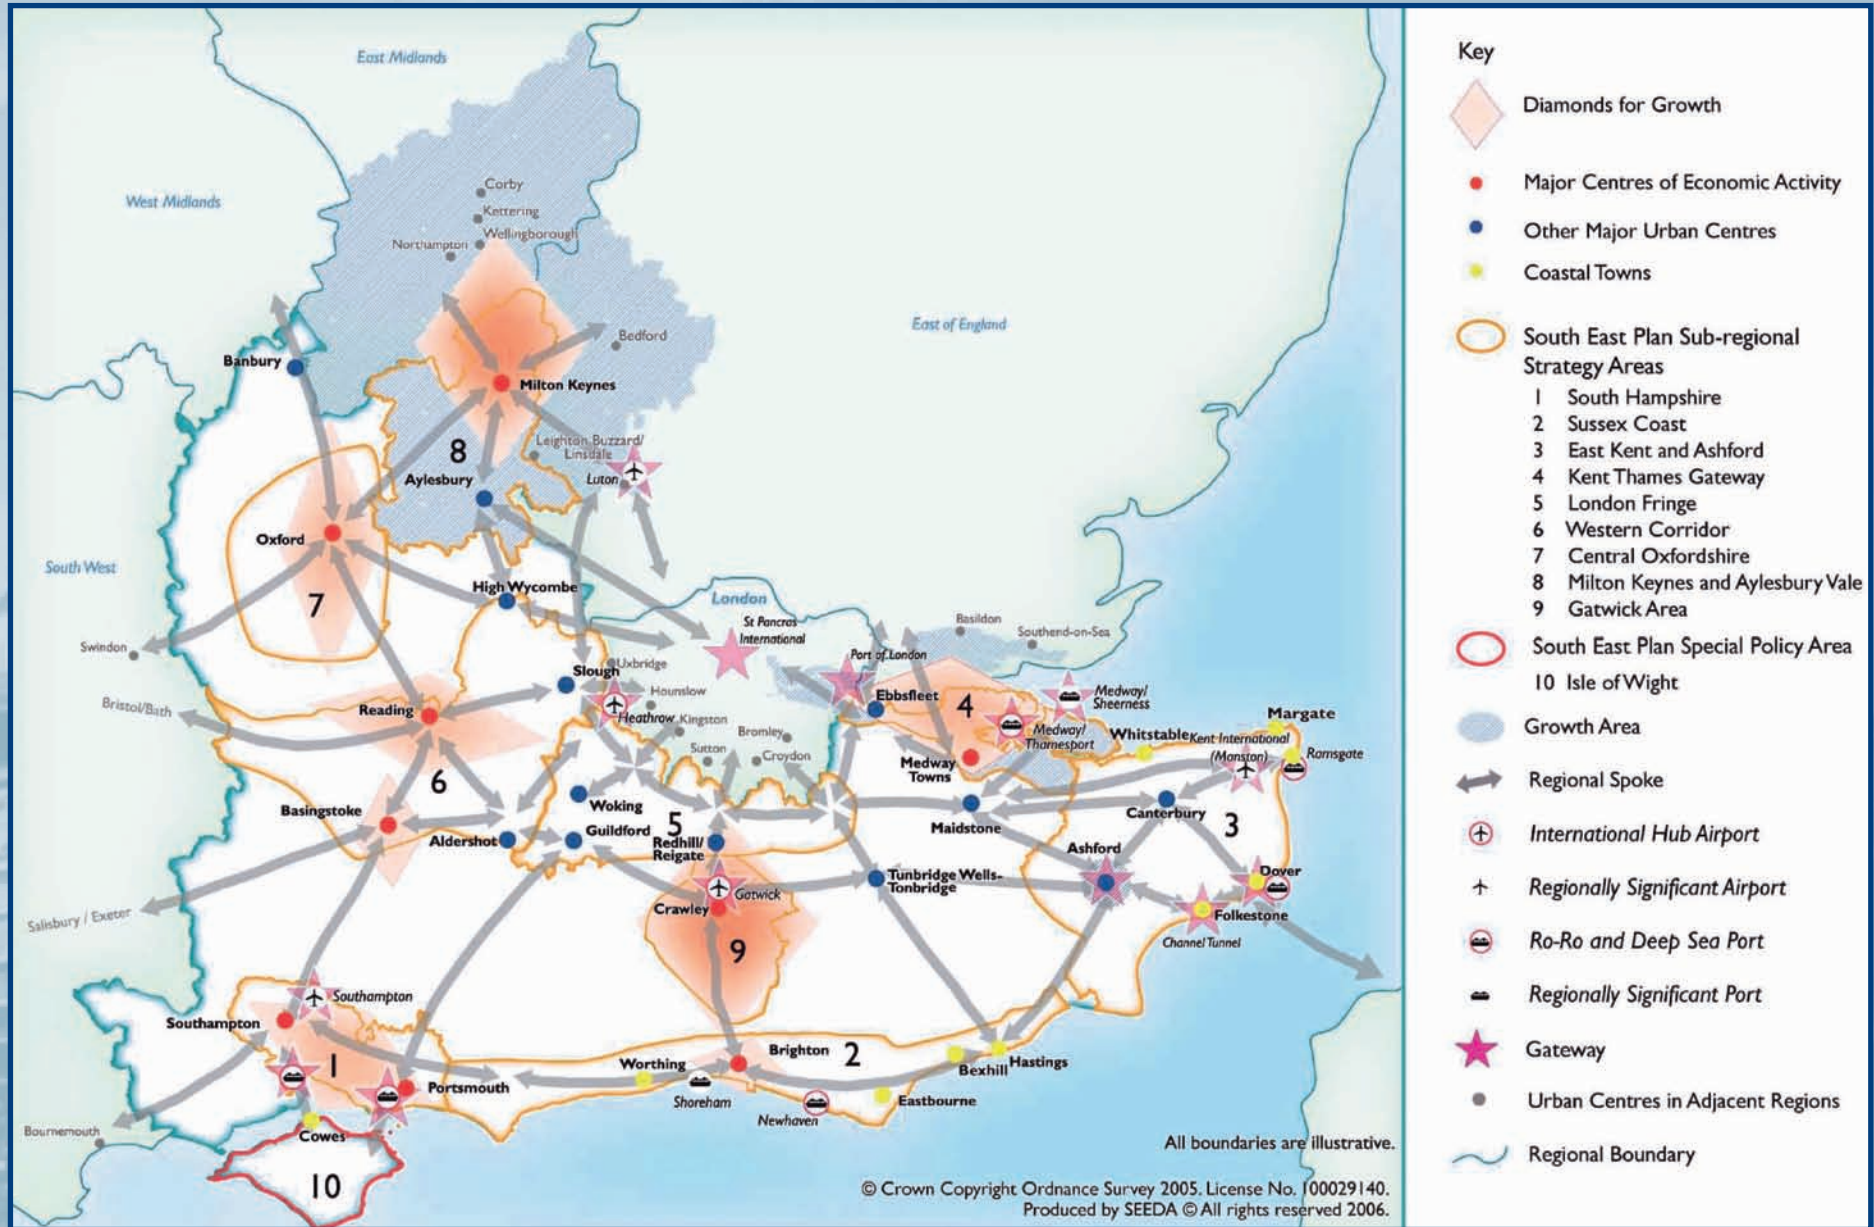 East Midlands
West Midlands
Corby
Kettering
Wellingborough
Northampton
East of England
Bedford
Banbury
Milton Keynes
8
Leighton Buzzard/
Linsdale
Aylesbury
Luton
Oxford
South West
7
High Wycombe
London
St Pancras
International
Basildon
Southend-on-Sea
Swindon
Port of London
Slough
Uxbridge
Hounslow
Heathrow
Kingston
Ebbsfleet
4
Medway/
Sheerness
Bristol/Bath
Reading
Bromley
Sutton
Croydon
Medway/
Thamesport
Medway
Towns
Whitstable
Kent International
(Manston)
Margate
Ramsgate
6
Basingstoke
Woking
Aldershot
Guildford
5
Redhill/
Reigate
Maidstone
Canterbury
3
Ashford
Dover
Gatwick
Crawley
Tunbridge Wells-
Tonbridge
Folkestone
Channel Tunnel
Salisbury / Exeter
9
Southampton
Southampton
1
Portsmouth
Worthing
Brighton
2
Shoreham
Newhaven
Bexhill
Hastings
Eastbourne
Bournemouth
Cowes
10
All boundaries are illustrative.
© Crown Copyright Ordnance Survey 2005. License No. 100029140.
Produced by SEEDA © All rights reserved 2006.
Key
Diamonds for Growth
Major Centres of Economic Activity
Other Major Urban Centres
Coastal Towns
South East Plan Sub-regional
Strategy Areas
1 South Hampshire
2 Sussex Coast
3 East Kent and Ashford
4 Kent Thames Gateway
5 London Fringe
6 Western Corridor
7 Central Oxfordshire
8 Milton Keynes and Aylesbury Vale
9 Gatwick Area
South East Plan Special Policy Area
10 Isle of Wight
Growth Area
Regional Spoke
International Hub Airport
Regionally Significant Airport
Ro-Ro and Deep Sea Port
Regionally Significant Port
Gateway
Urban Centres in Adjacent Regions
Regional Boundary